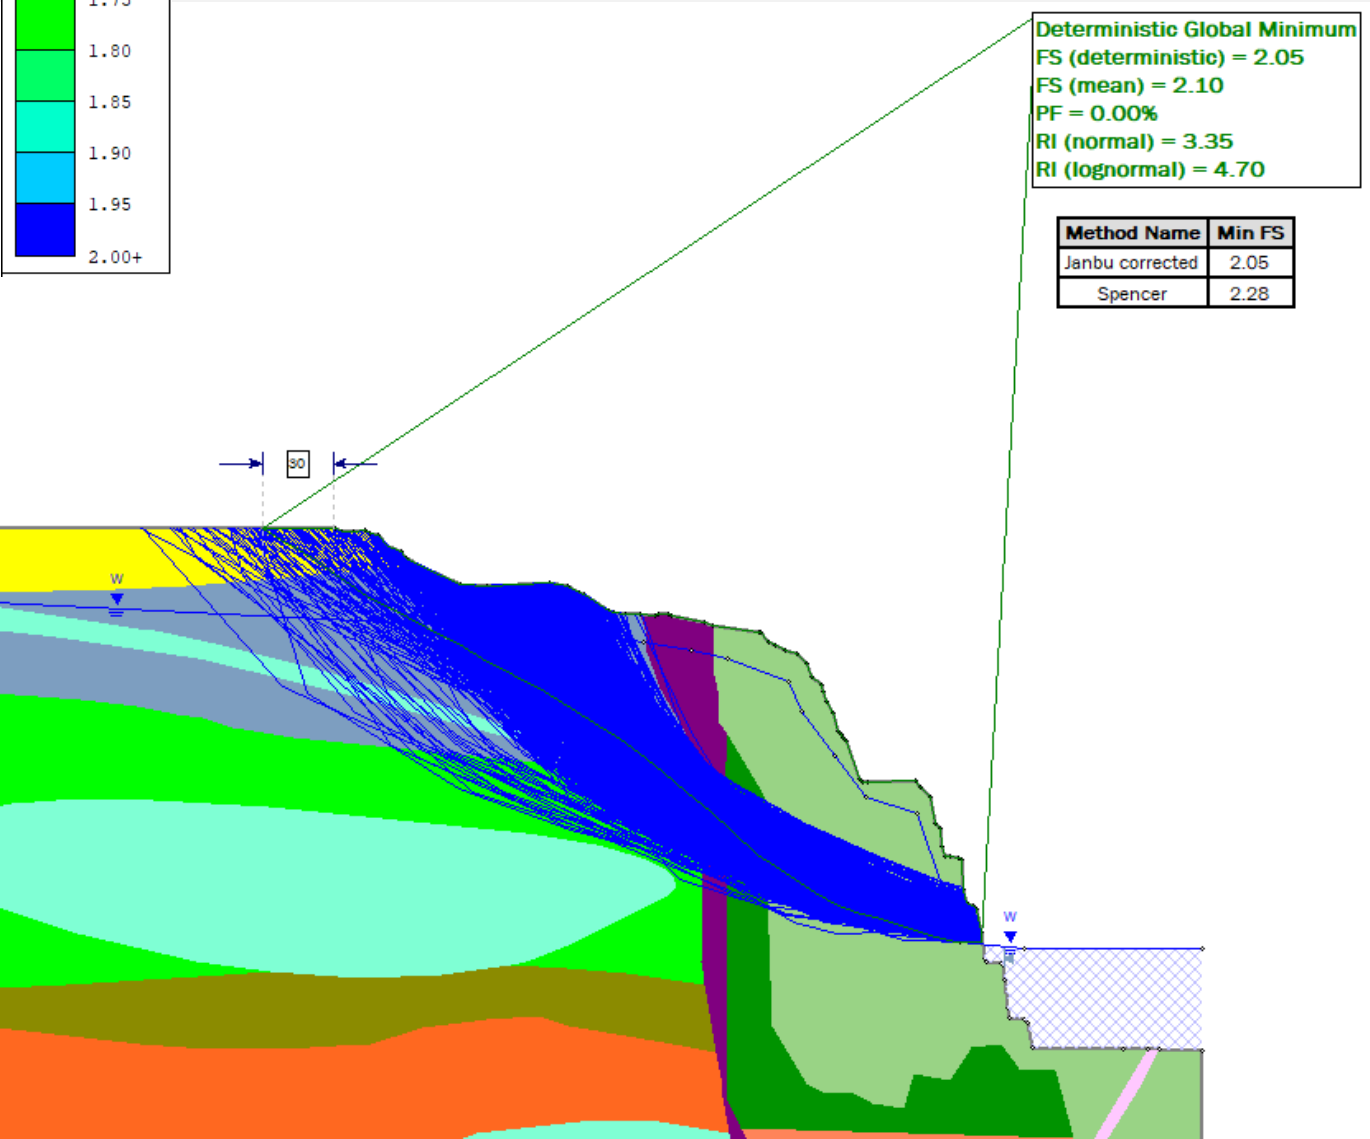 1.75
1.80
1.85
1.90
1.95
2.00+
Deterministic Global Minimum
FS (deterministic) = 2.05
FS (mean) = 2.10
PF = 0.00%
RI (normal) = 3.35
RI (lognormal) = 4.70
Method Name Min FS
Janbu corrected 2.05
Spencer 2.28
30
W
W